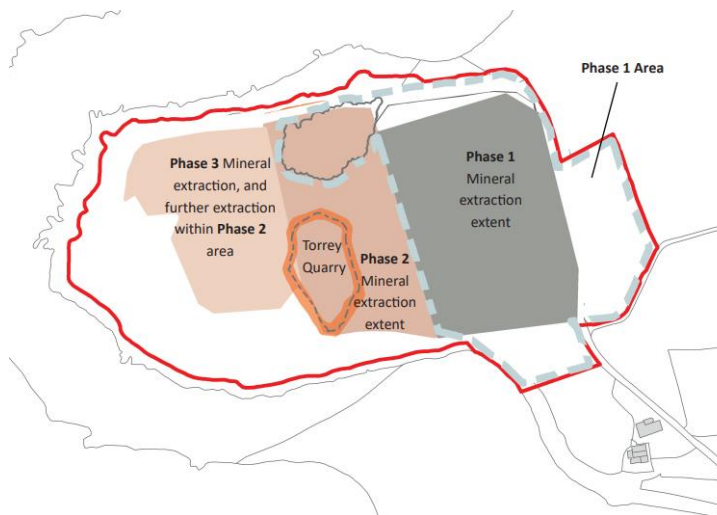 Phase 1 Area
Phase 3 Mineral
extraction, and
further extraction
within Phase 2
area
Phase 1
Mineral
extraction
extent
Torrey
Quarry
Phase 2
Mineral
extraction
extent